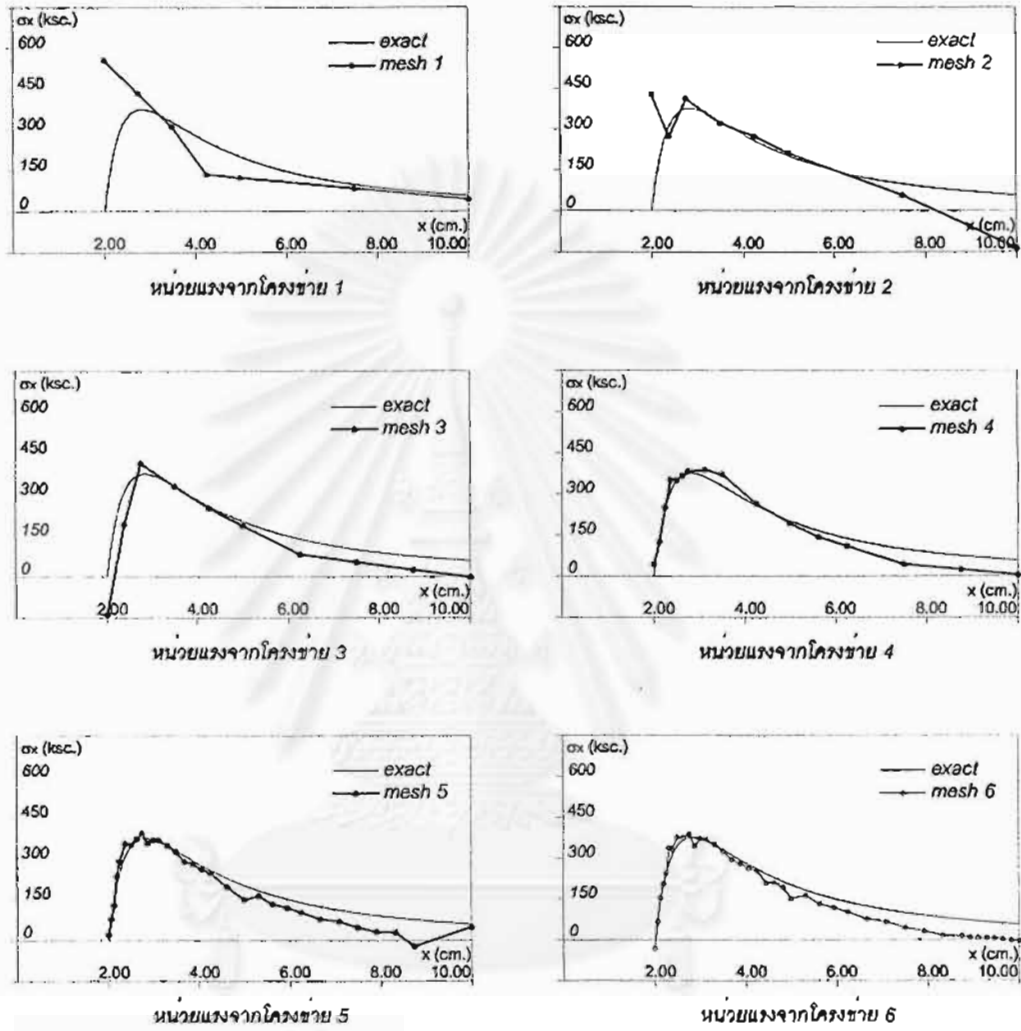 σx (ksc.)
600
450
300
150
0
exact
mesh 1
x (cm.)
2.00 4.00 6.00 8.00 10.00
หน่วยแรงจากโครงข่าย 1
σx (ksc.)
600
450
300
150
0
exact
mesh 2
x (cm.)
2.00 4.00 6.00 8.00 10.00
หน่วยแรงจากโครงข่าย 2
σx (ksc.)
600
450
300
150
0
exact
mesh 3
x (cm.)
2.00 4.00 6.00 8.00 10.00
หน่วยแรงจากโครงข่าย 3
σx (ksc.)
600
450
300
150
0
exact
mesh 4
x (cm.)
2.00 4.00 6.00 8.00 10.00
หน่วยแรงจากโครงข่าย 4
σx (ksc.)
600
450
300
150
0
exact
mesh 5
x (cm.)
2.00 4.00 6.00 8.00 10.00
หน่วยแรงจากโครงข่าย 5
σx (ksc.)
600
450
300
150
0
exact
mesh 6
x (cm.)
2.00 4.00 6.00 8.00 10.00
หน่วยแรงจากโครงข่าย 6